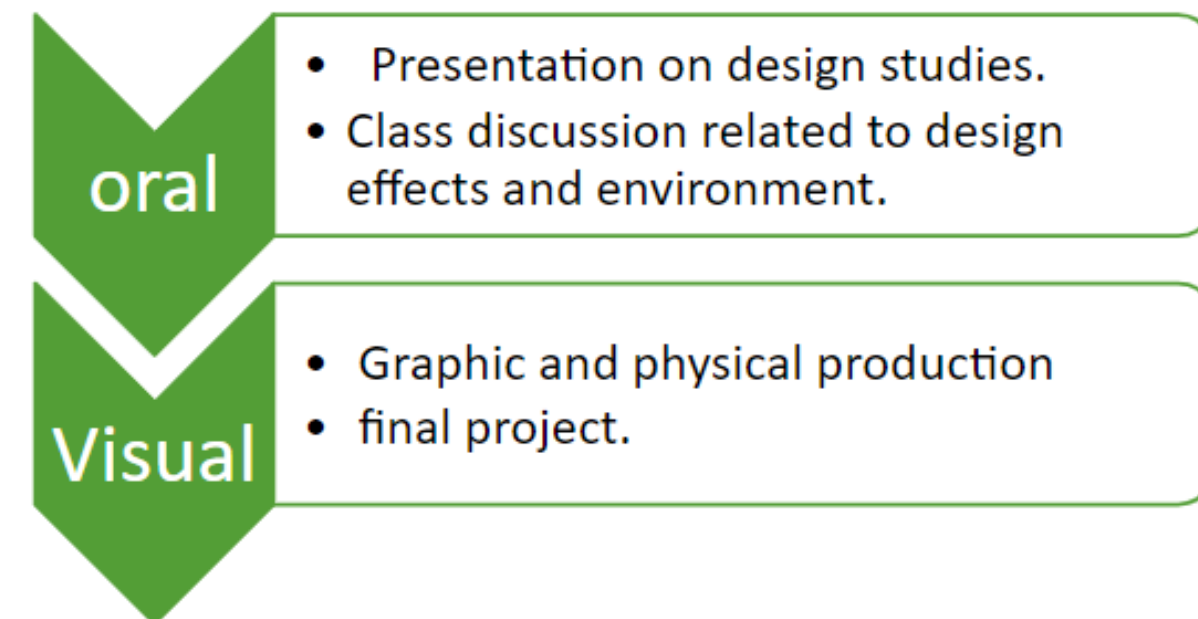 oral
• Presentation on design studies.
• Class discussion related to design
effects and environment.
Visual
• Graphic and physical production
• final project.